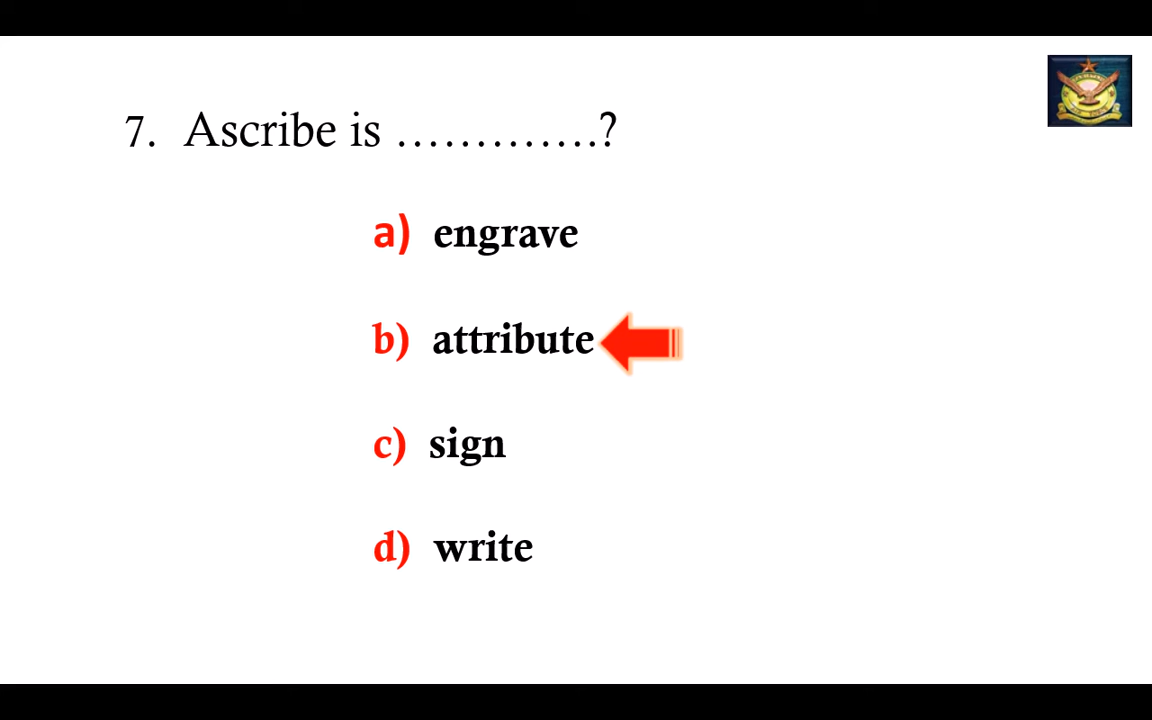 7. Ascribe is ………….?
a) engrave
b) attribute
c) sign
d) write